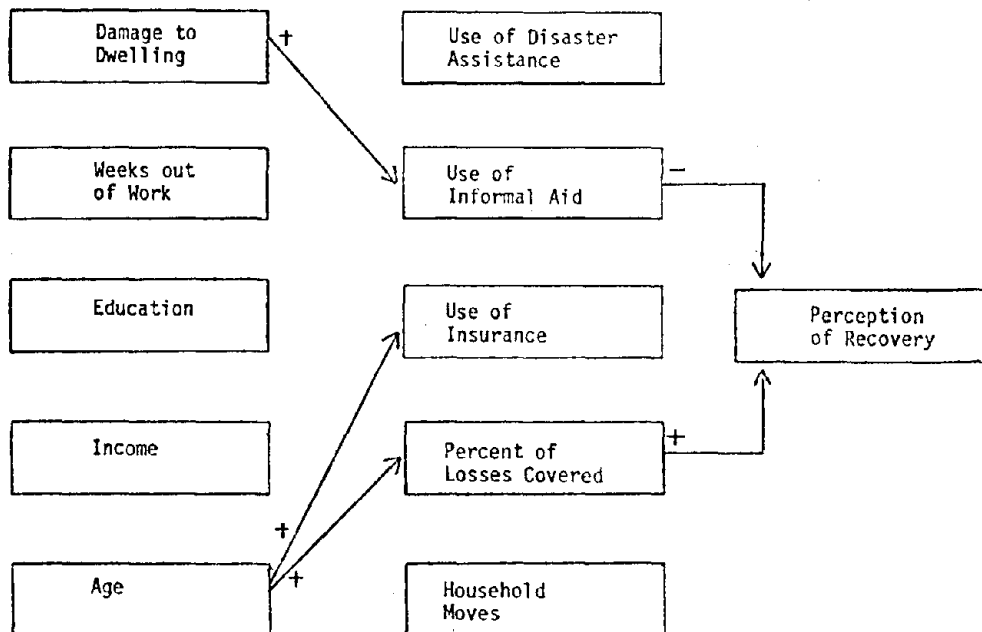 Damage to
Dwelling
+
Use of Disaster
Assistance
Weeks out
of Work
Use of
Informal Aid
−
Education
Use of
Insurance
Perception
of Recovery
Income
Percent of
Losses Covered
+
+
Age
+
Household
Moves